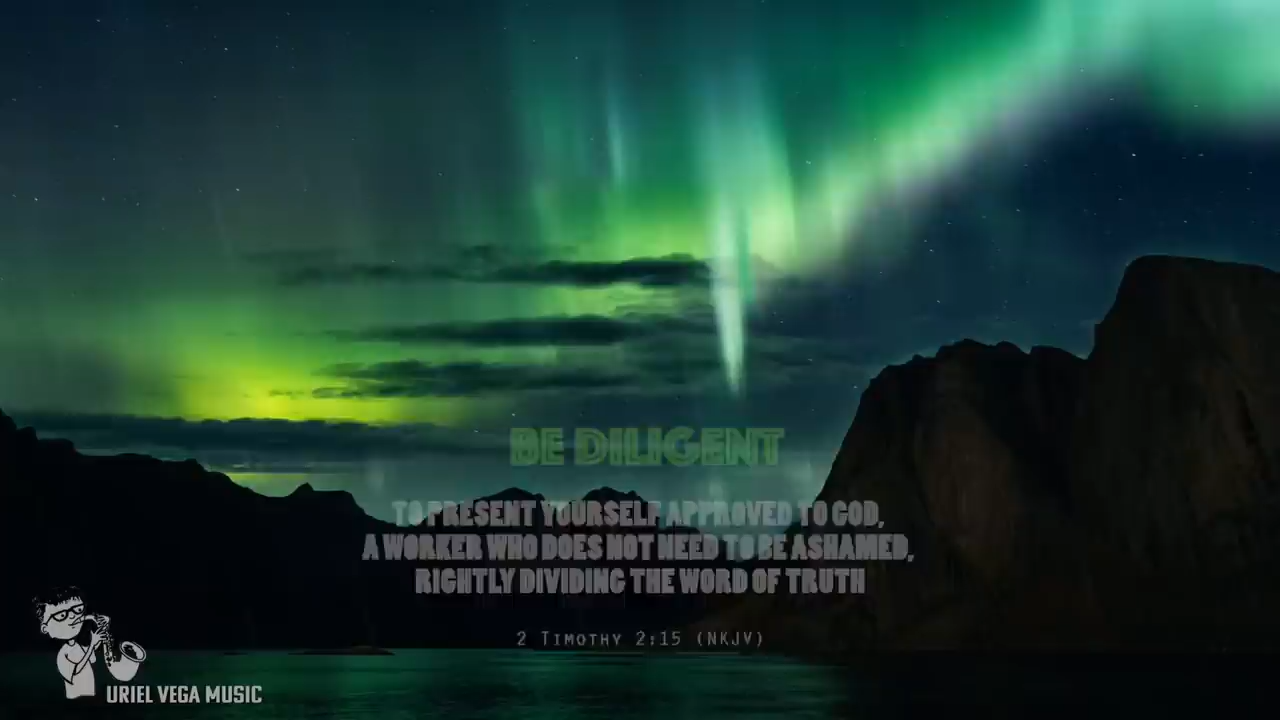 BE DILIGENT
TO PRESENT YOURSELF APPROVED TO GOD,
A WORKER WHO DOES NOT NEED TO BE ASHAMED,
RIGHTLY DIVIDING THE WORD OF TRUTH
2 TIMOTHY 2:15 (NKJV)
URIEL VEGA MUSIC